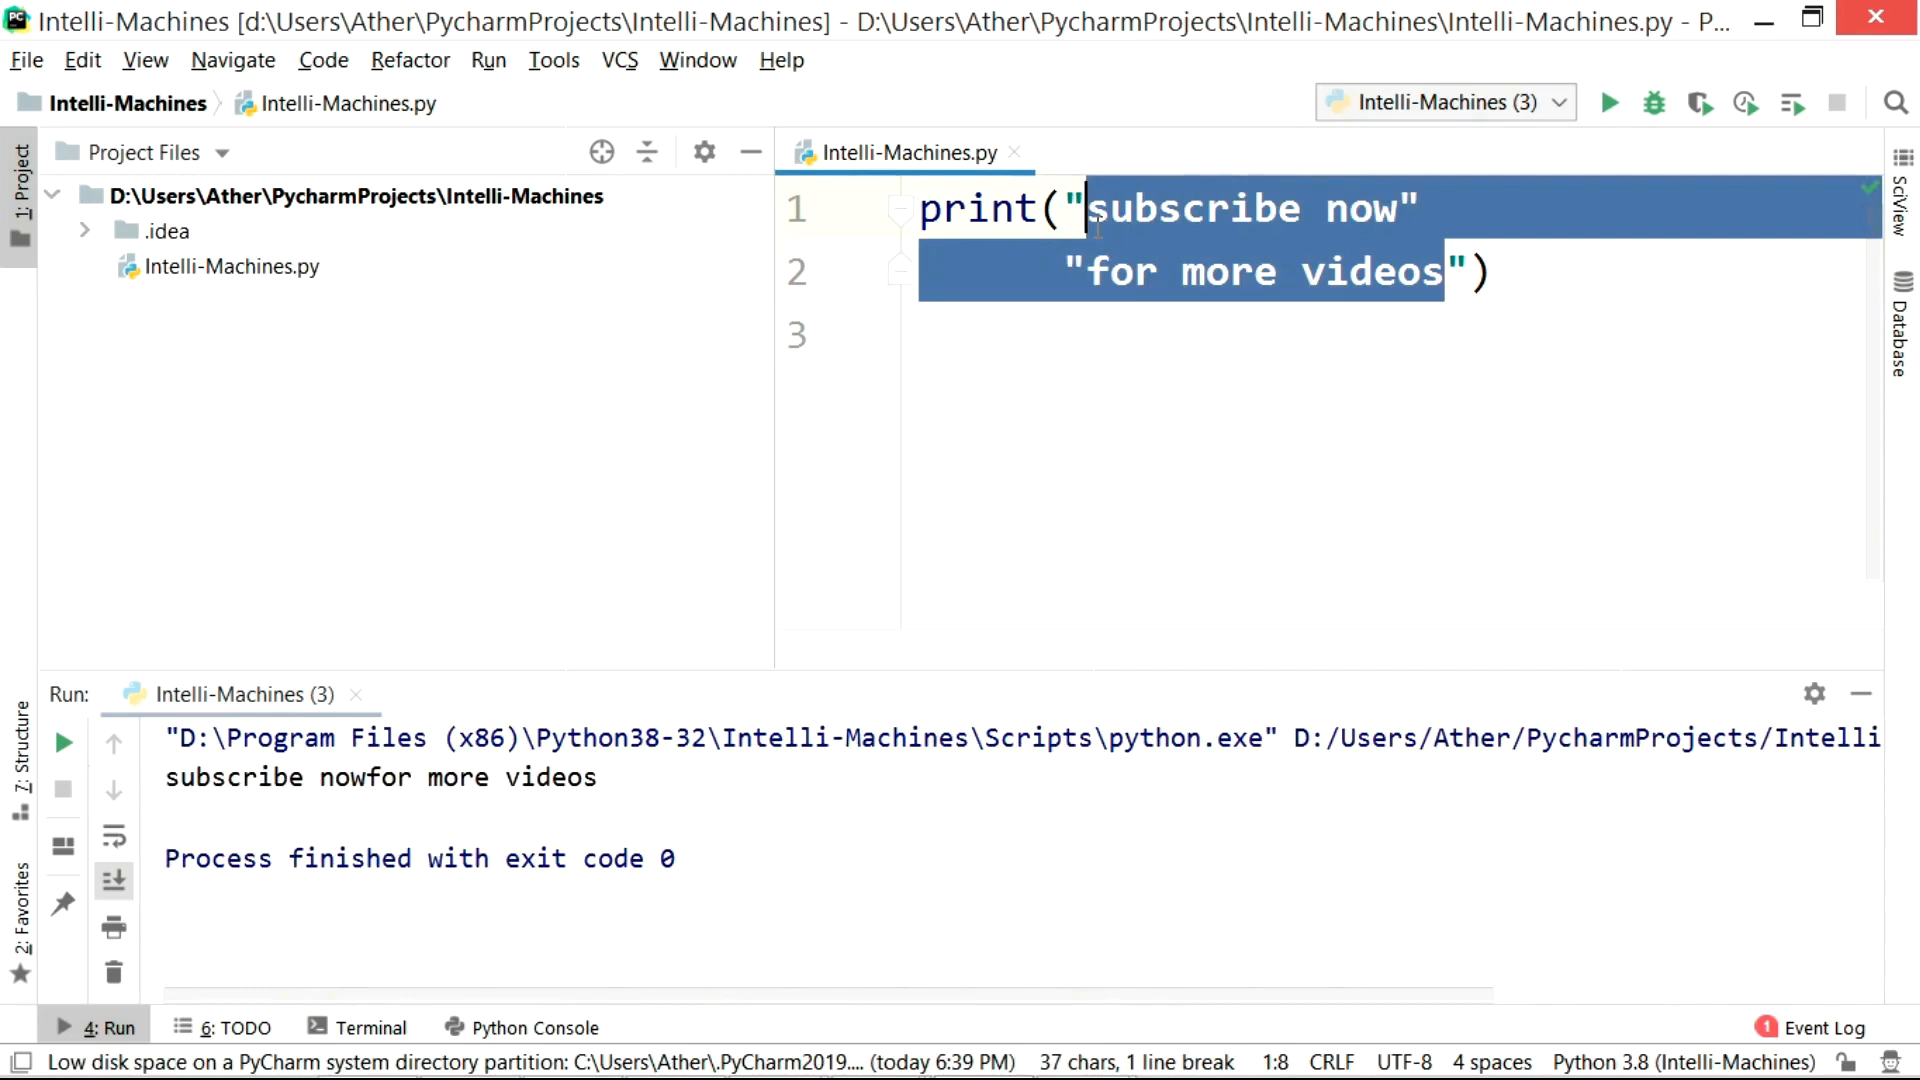 Intelli-Machines [d:\Users\Ather\PycharmProjects\Intelli-Machines] - D:\Users\Ather\PycharmProjects\Intelli-Machines\Intelli-Machines.py - P...
File Edit View Navigate Code Refactor Run Tools VCS Window Help
Intelli-Machines Intelli-Machines.py Intelli-Machines (3)
1: Project
Project Files
D:\Users\Ather\PycharmProjects\Intelli-Machines
.idea
Intelli-Machines.py
Intelli-Machines.py
1 print("subscribe now"
2 "for more videos")
3
SciView
Database
Run: Intelli-Machines (3)
"D:\Program Files (x86)\Python38-32\Intelli-Machines\Scripts\python.exe" D:/Users/Ather/PycharmProjects/Intelli
subscribe nowfor more videos
Process finished with exit code 0
7: Structure
2: Favorites
4: Run 6: TODO Terminal Python Console 1 Event Log
Low disk space on a PyCharm system directory partition: C:\Users\Ather\.PyCharm2019.... (today 6:39 PM) 37 chars, 1 line break 1:8 CRLF UTF-8 4 spaces Python 3.8 (Intelli-Machines)